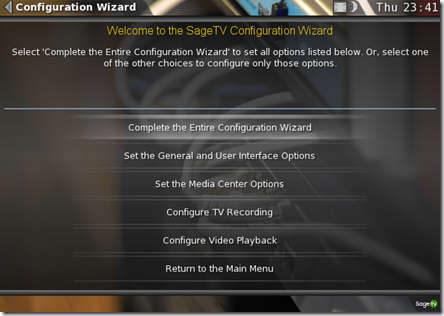 Configuration Wizard
Thu 23:41
Welcome to the SageTV Configuration Wizard
Select 'Complete the Entire Configuration Wizard' to set all options listed below. Or, select one
of the other choices to configure only those options.
Complete the Entire Configuration Wizard
Set the General and User Interface Options
Set the Media Center Options
Configure TV Recording
Configure Video Playback
Return to the Main Menu
SageTV